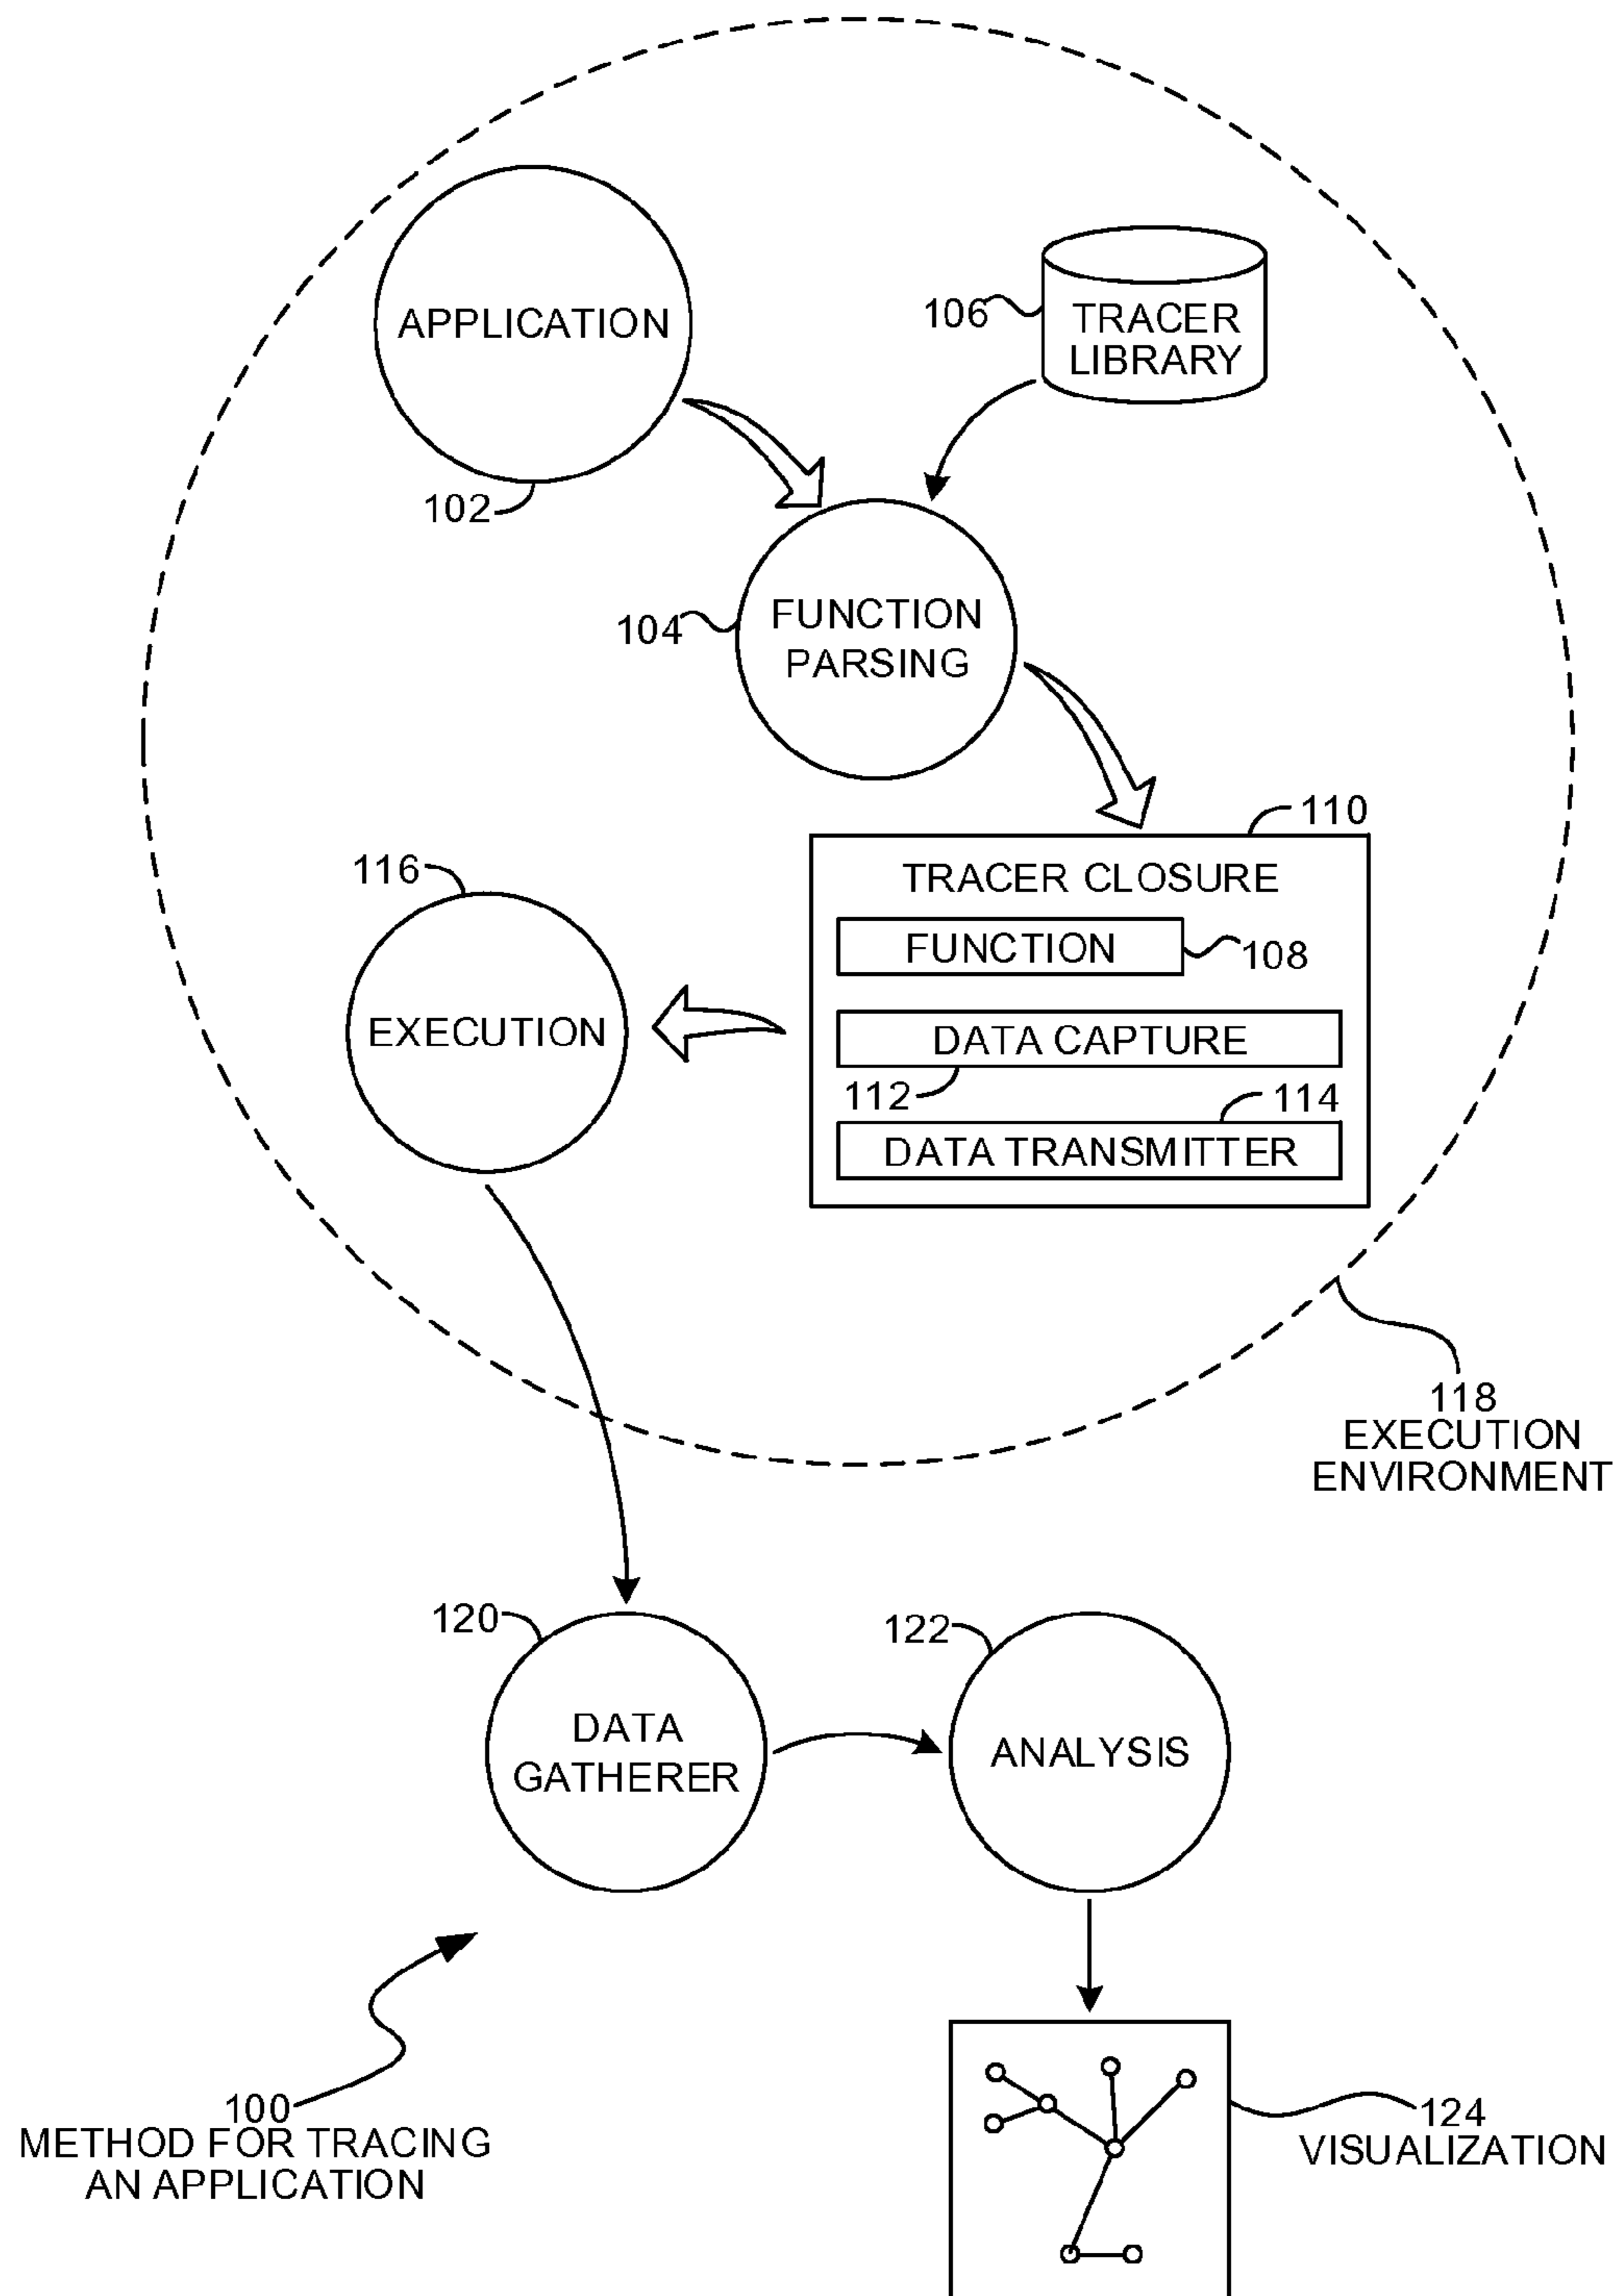 APPLICATION
102
106
TRACER
LIBRARY
104
FUNCTION
PARSING
110
TRACER CLOSURE
FUNCTION
108
DATA CAPTURE
112
114
DATA TRANSMITTER
116
EXECUTION
118
EXECUTION
ENVIRONMENT
120
DATA
GATHERER
122
ANALYSIS
100
METHOD FOR TRACING
AN APPLICATION
124
VISUALIZATION